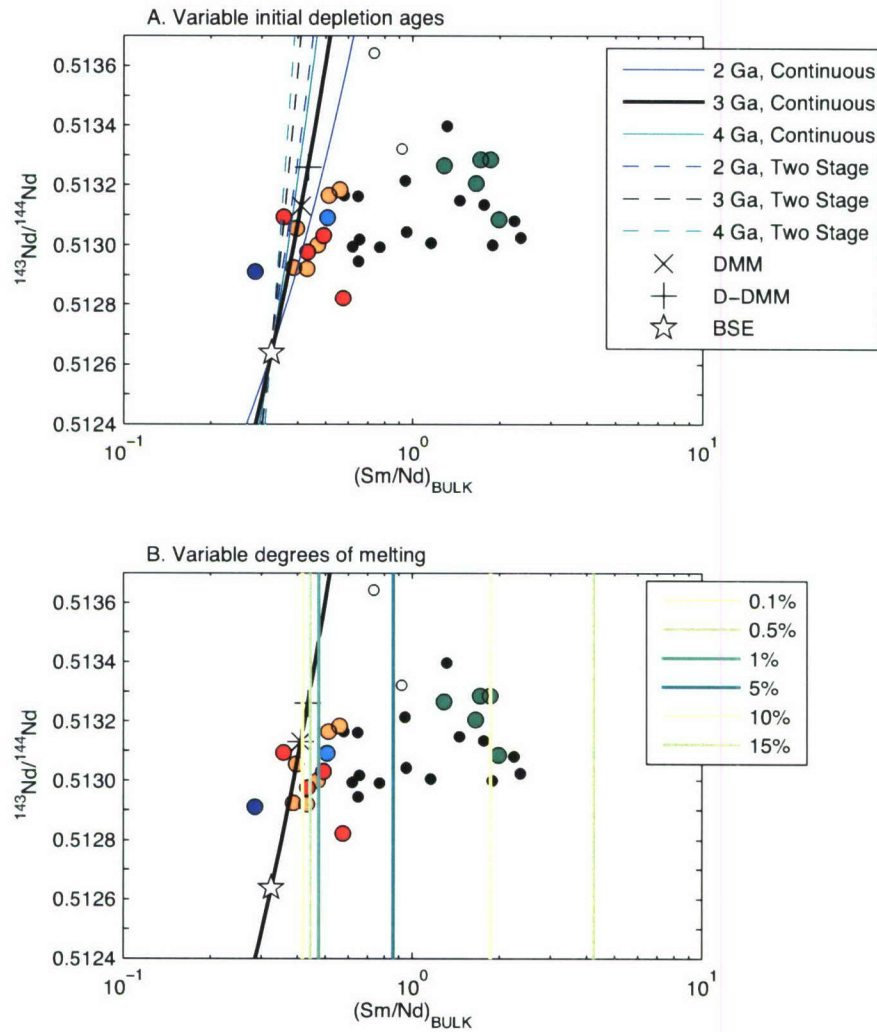 A. Variable initial depletion ages
0.5136
0.5134
0.5132
0.5130
0.5128
0.5126
0.5124
143Nd/144Nd
10-1
100
101
(Sm/Nd)BULK
2 Ga, Continuous
3 Ga, Continuous
4 Ga, Continuous
2 Ga, Two Stage
3 Ga, Two Stage
4 Ga, Two Stage
DMM
D-DMM
BSE
B. Variable degrees of melting
0.5136
0.5134
0.5132
0.5130
0.5128
0.5126
0.5124
143Nd/144Nd
10-1
100
101
(Sm/Nd)BULK
0.1%
0.5%
1%
5%
10%
15%